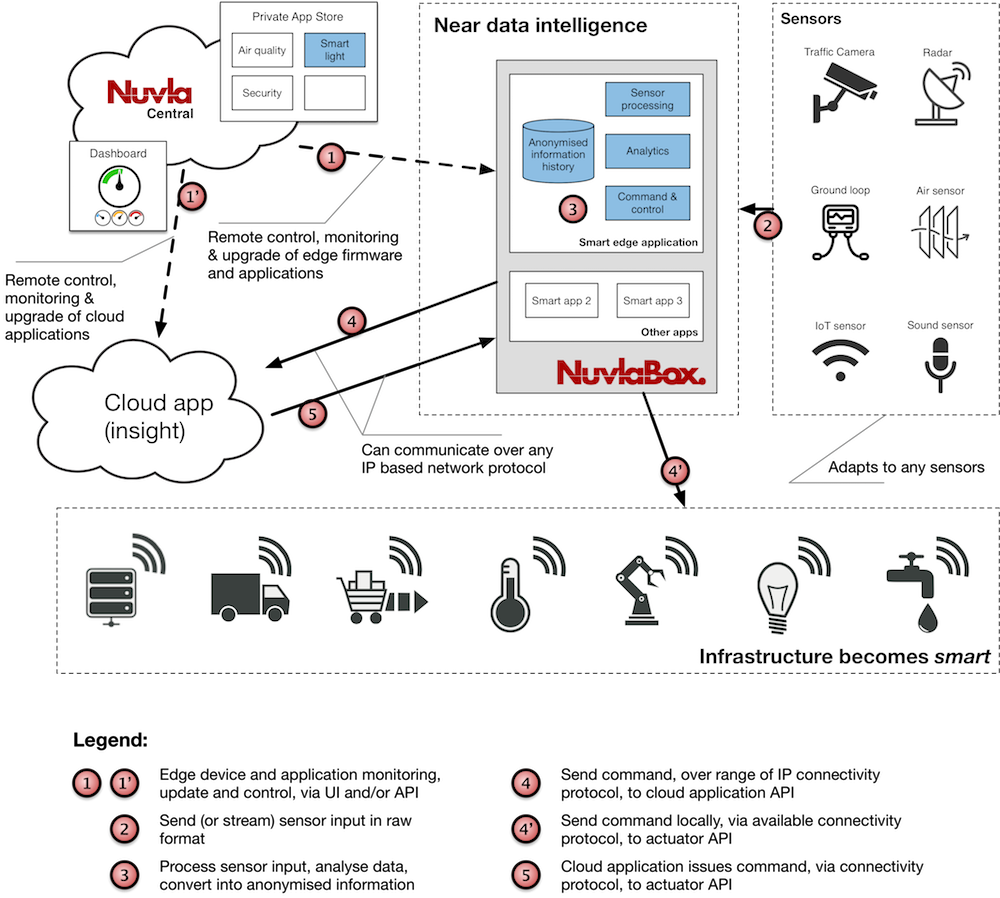 Private App Store
Air quality
Smart
light
Security
Nuvla
Central
Dashboard
1
1'
Remote control, monitoring
& upgrade of edge firmware
and applications
Remote control,
monitoring &
upgrade of cloud
applications
Near data intelligence
Sensor
processing
Anonymised
information
history
Analytics
3
Command &
control
Smart edge application
Smart app 2
Smart app 3
Other apps
NuvlaBox.
Sensors
Traffic Camera
Radar
2
Ground loop
Air sensor
IoT sensor
Sound sensor
Adapts to any sensors
4
5
Cloud app
(insight)
Can communicate over any
IP based network protocol
4'
Infrastructure becomes smart
Legend:
1 1' Edge device and application monitoring,
update and control, via UI and/or API
2 Send (or stream) sensor input in raw
format
3 Process sensor input, analyse data,
convert into anonymised information
4 Send command, over range of IP connectivity
protocol, to cloud application API
4' Send command locally, via available connectivity
protocol, to actuator API
5 Cloud application issues command, via connectivity
protocol, to actuator API